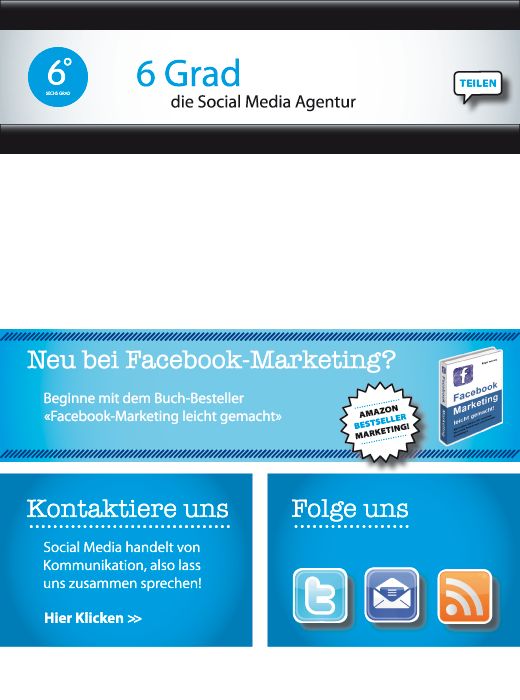 6°
SECHS GRAD
6 Grad
die Social Media Agentur
TEILEN
Neu bei Facebook-Marketing?
Beginne mit dem Buch-Besteller
«Facebook-Marketing leicht gemacht»
AMAZON
BESTSELLER
MARKETING!
f
Facebook
Marketing
leicht gemacht!
Facebook Marketing
Kontaktiere uns
Social Media handelt von
Kommunikation, also lass
uns zusammen sprechen!
Hier Klicken >>
Folge uns
t